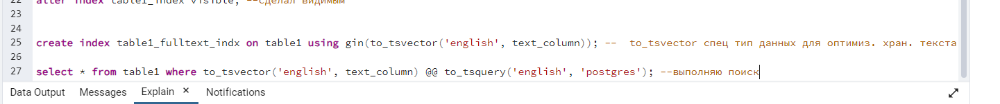 22 alter index table1_index visible; --сделал видимым
23
24
25 create index table1_fulltext_indx on table1 using gin(to_tsvector('english', text_column)); --  to_tsvector спец тип данных для оптимиз. хран. текста
26
27 select * from table1 where to_tsvector('english', text_column) @@ to_tsquery('english', 'postgres'); --выполняю поиск
Data Output Messages Explain × Notifications